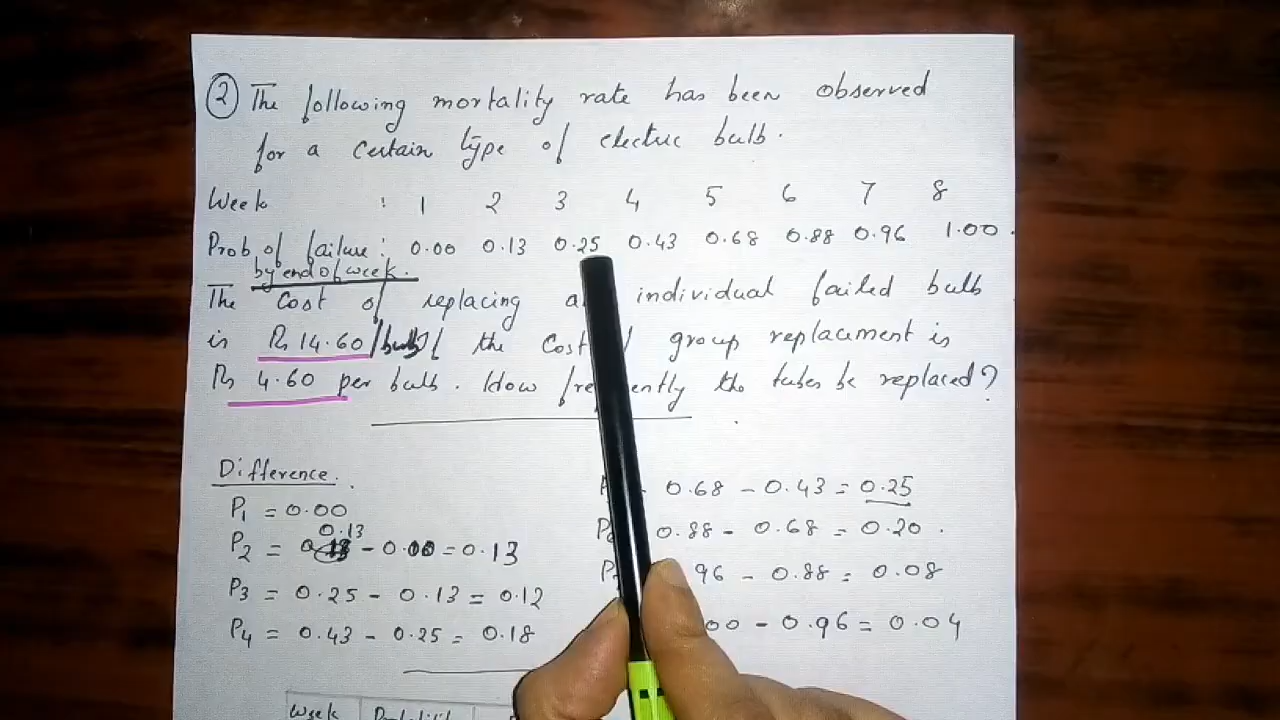 ② The following mortality rate has been observed
for a certain type of electric bulb.
Week : 1 2 3 4 5 6 7 8
Prob of failure : 0.00 0.13 0.25 0.43 0.68 0.88 0.96 1.00.
by end of week.
The cost of replacing individual failed bulb
is Rs 14.60/bulb the cost group replacement is
Rs 4.60 per bulb. How the tubes be replaced?
Difference.
P1 = 0.00
0.13
P2 = - 0.00 = 0.13
P3 = 0.25 - 0.13 = 0.12
P4 = 0.43 - 0.25 = 0.18
0.68 - 0.43 = 0.25
0.88 - 0.68 = 0.20.
96 - 0.88 = 0.08
00 - 0.96 = 0.04
Week